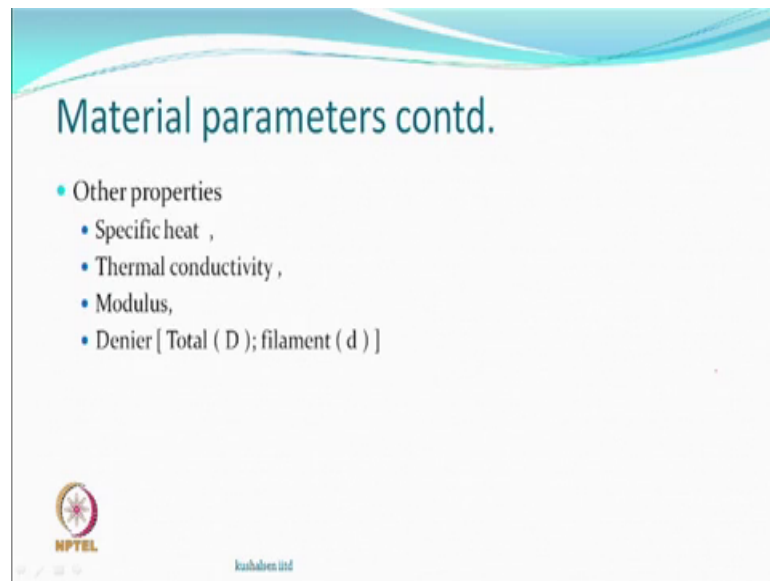 Material parameters contd.
• Other properties
• Specific heat ,
• Thermal conductivity ,
• Modulus,
• Denier [ Total ( D ); filament ( d ) ]
NPTEL
kushalsen iitd